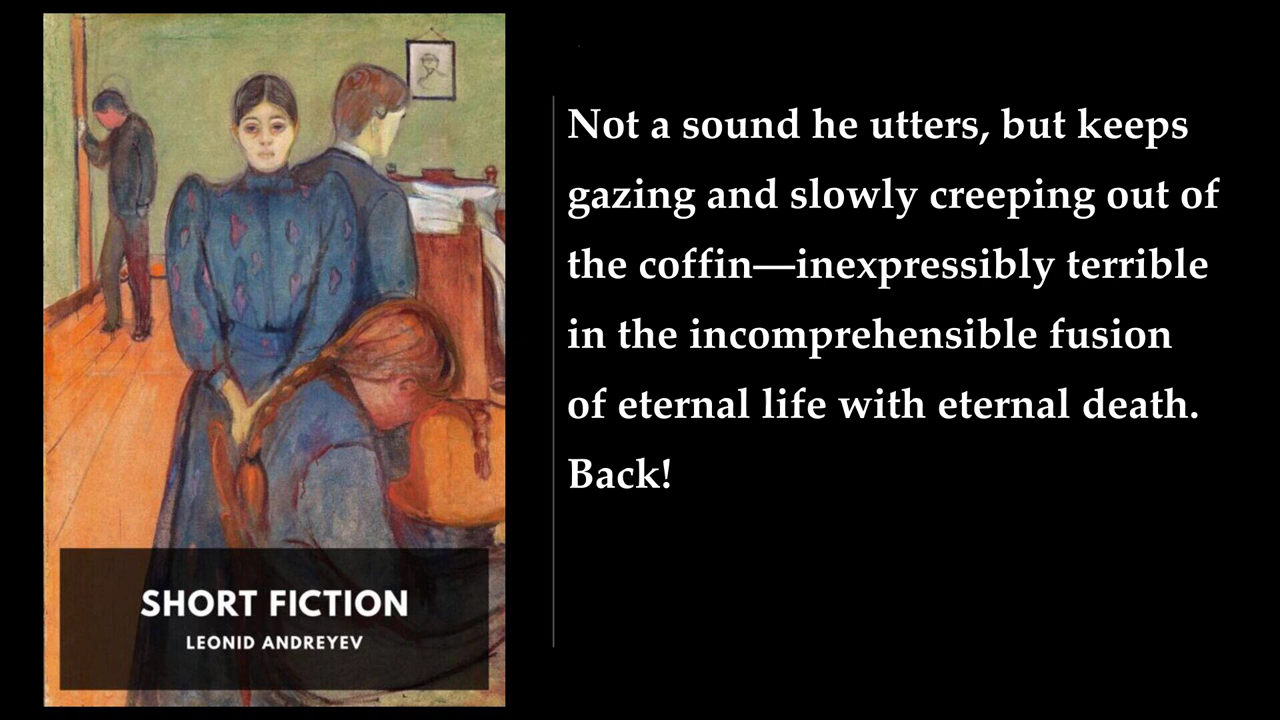 Not a sound he utters, but keeps
gazing and slowly creeping out of
the coffin—inexpressibly terrible
in the incomprehensible fusion
of eternal life with eternal death.
Back!
SHORT FICTION
LEONID ANDREYEV